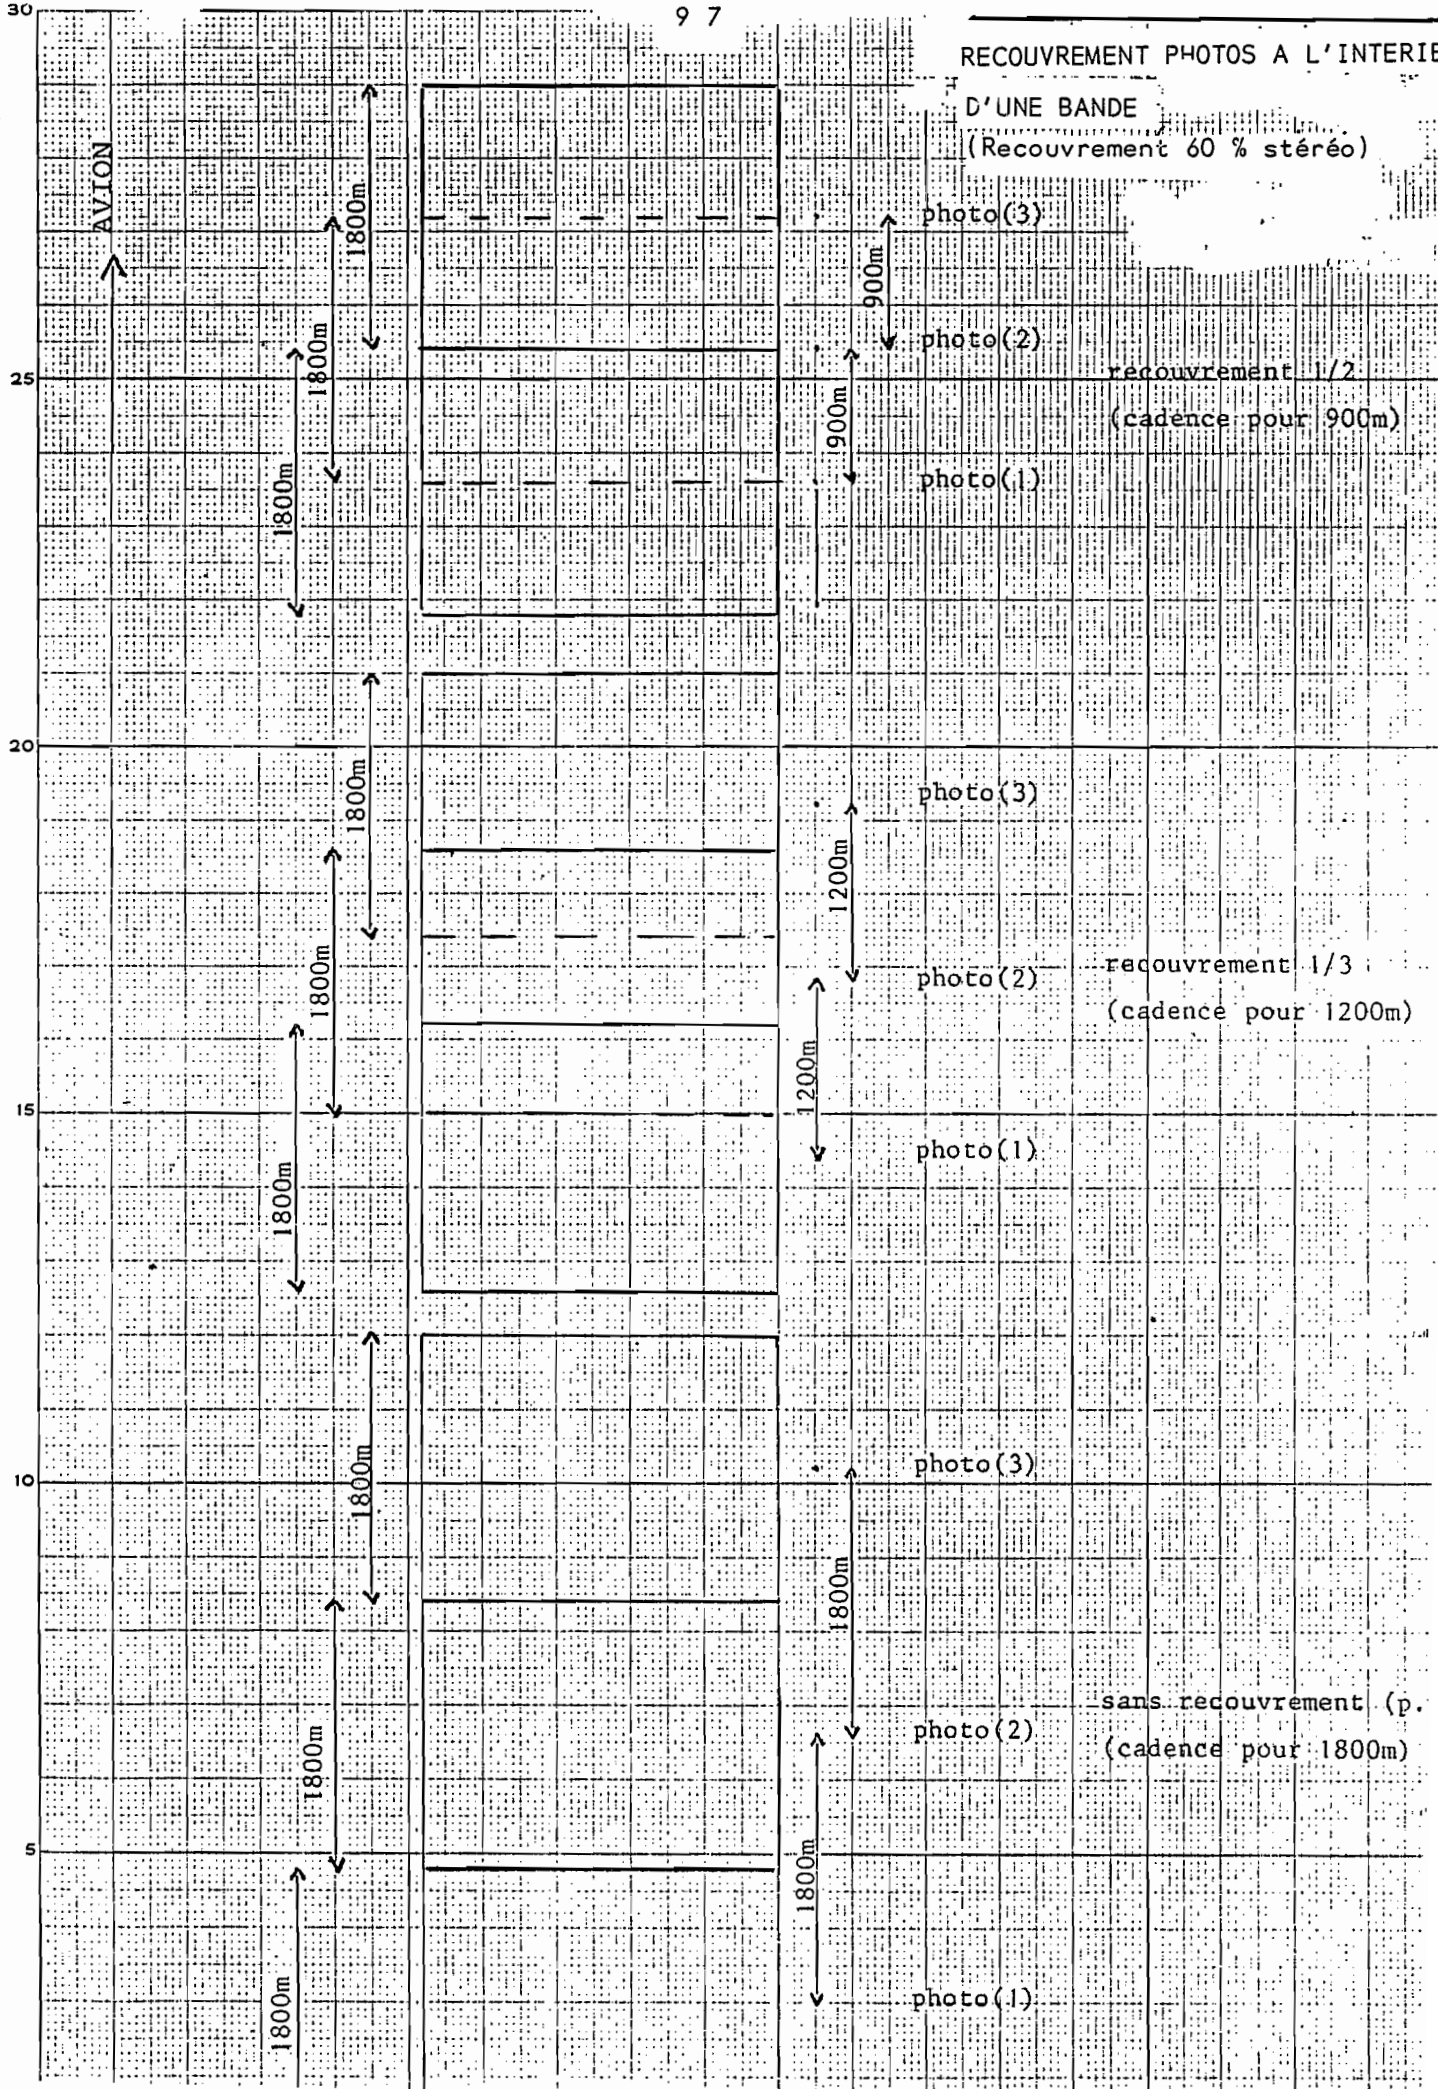 97
RECOUVREMENT PHOTOS A L'INTERIE
D'UNE BANDE
(Recouvrement 60 % stéréo)
30
AVION
1800m
photo(3)
900m
photo(2)
1800m
25
recouvrement 1/2
900m
(cadence pour 900m)
1800m
photo(1)
20
1800m
photo(3)
1200m
1800m
photo(2)
recouvrement 1/3
(cadence pour 1200m)
1200m
15
photo(1)
1800m
10
photo(3)
1800m
1800m
photo(2)
sans recouvrement (p.
(cadence pour 1800m)
1800m
5
1800m
photo(1)
1800m